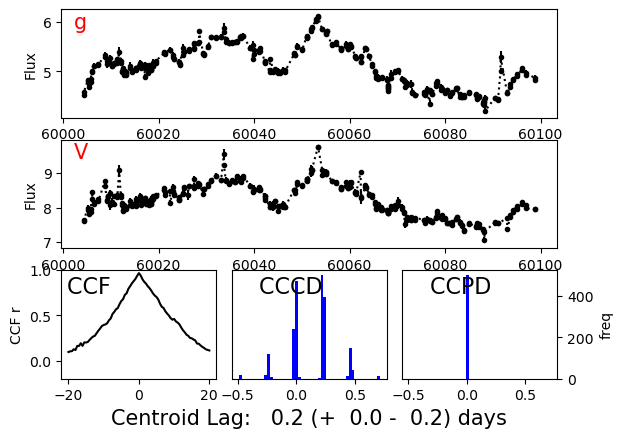 g
Flux
6
5
60000 60020 60040 60060 60080 60100
V
Flux
9
8
7
60000 60020 60040 60060 60080 60100
CCF
CCF r
1.0
0.5
0.0
−20 0 20
CCCD
−0.5 0.0 0.5
CCPD
−0.5 0.0 0.5
400
200
0
freq
Centroid Lag: 0.2 (+ 0.0 - 0.2) days